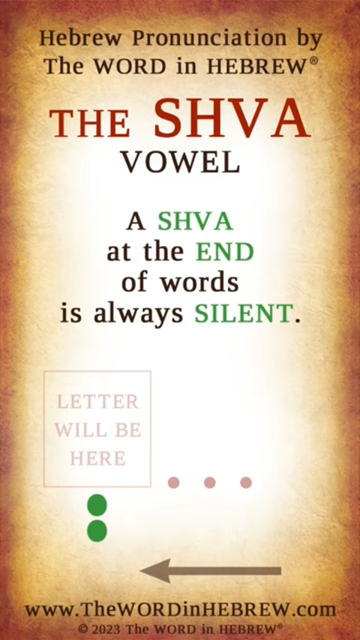 Hebrew Pronunciation by
The WORD in HEBREW®
THE SHVA
VOWEL
A SHVA
at the END
of words
is always SILENT.
LETTER
WILL BE
HERE
www.TheWORDinHEBREW.com
© 2023 The WORD in HEBREW®